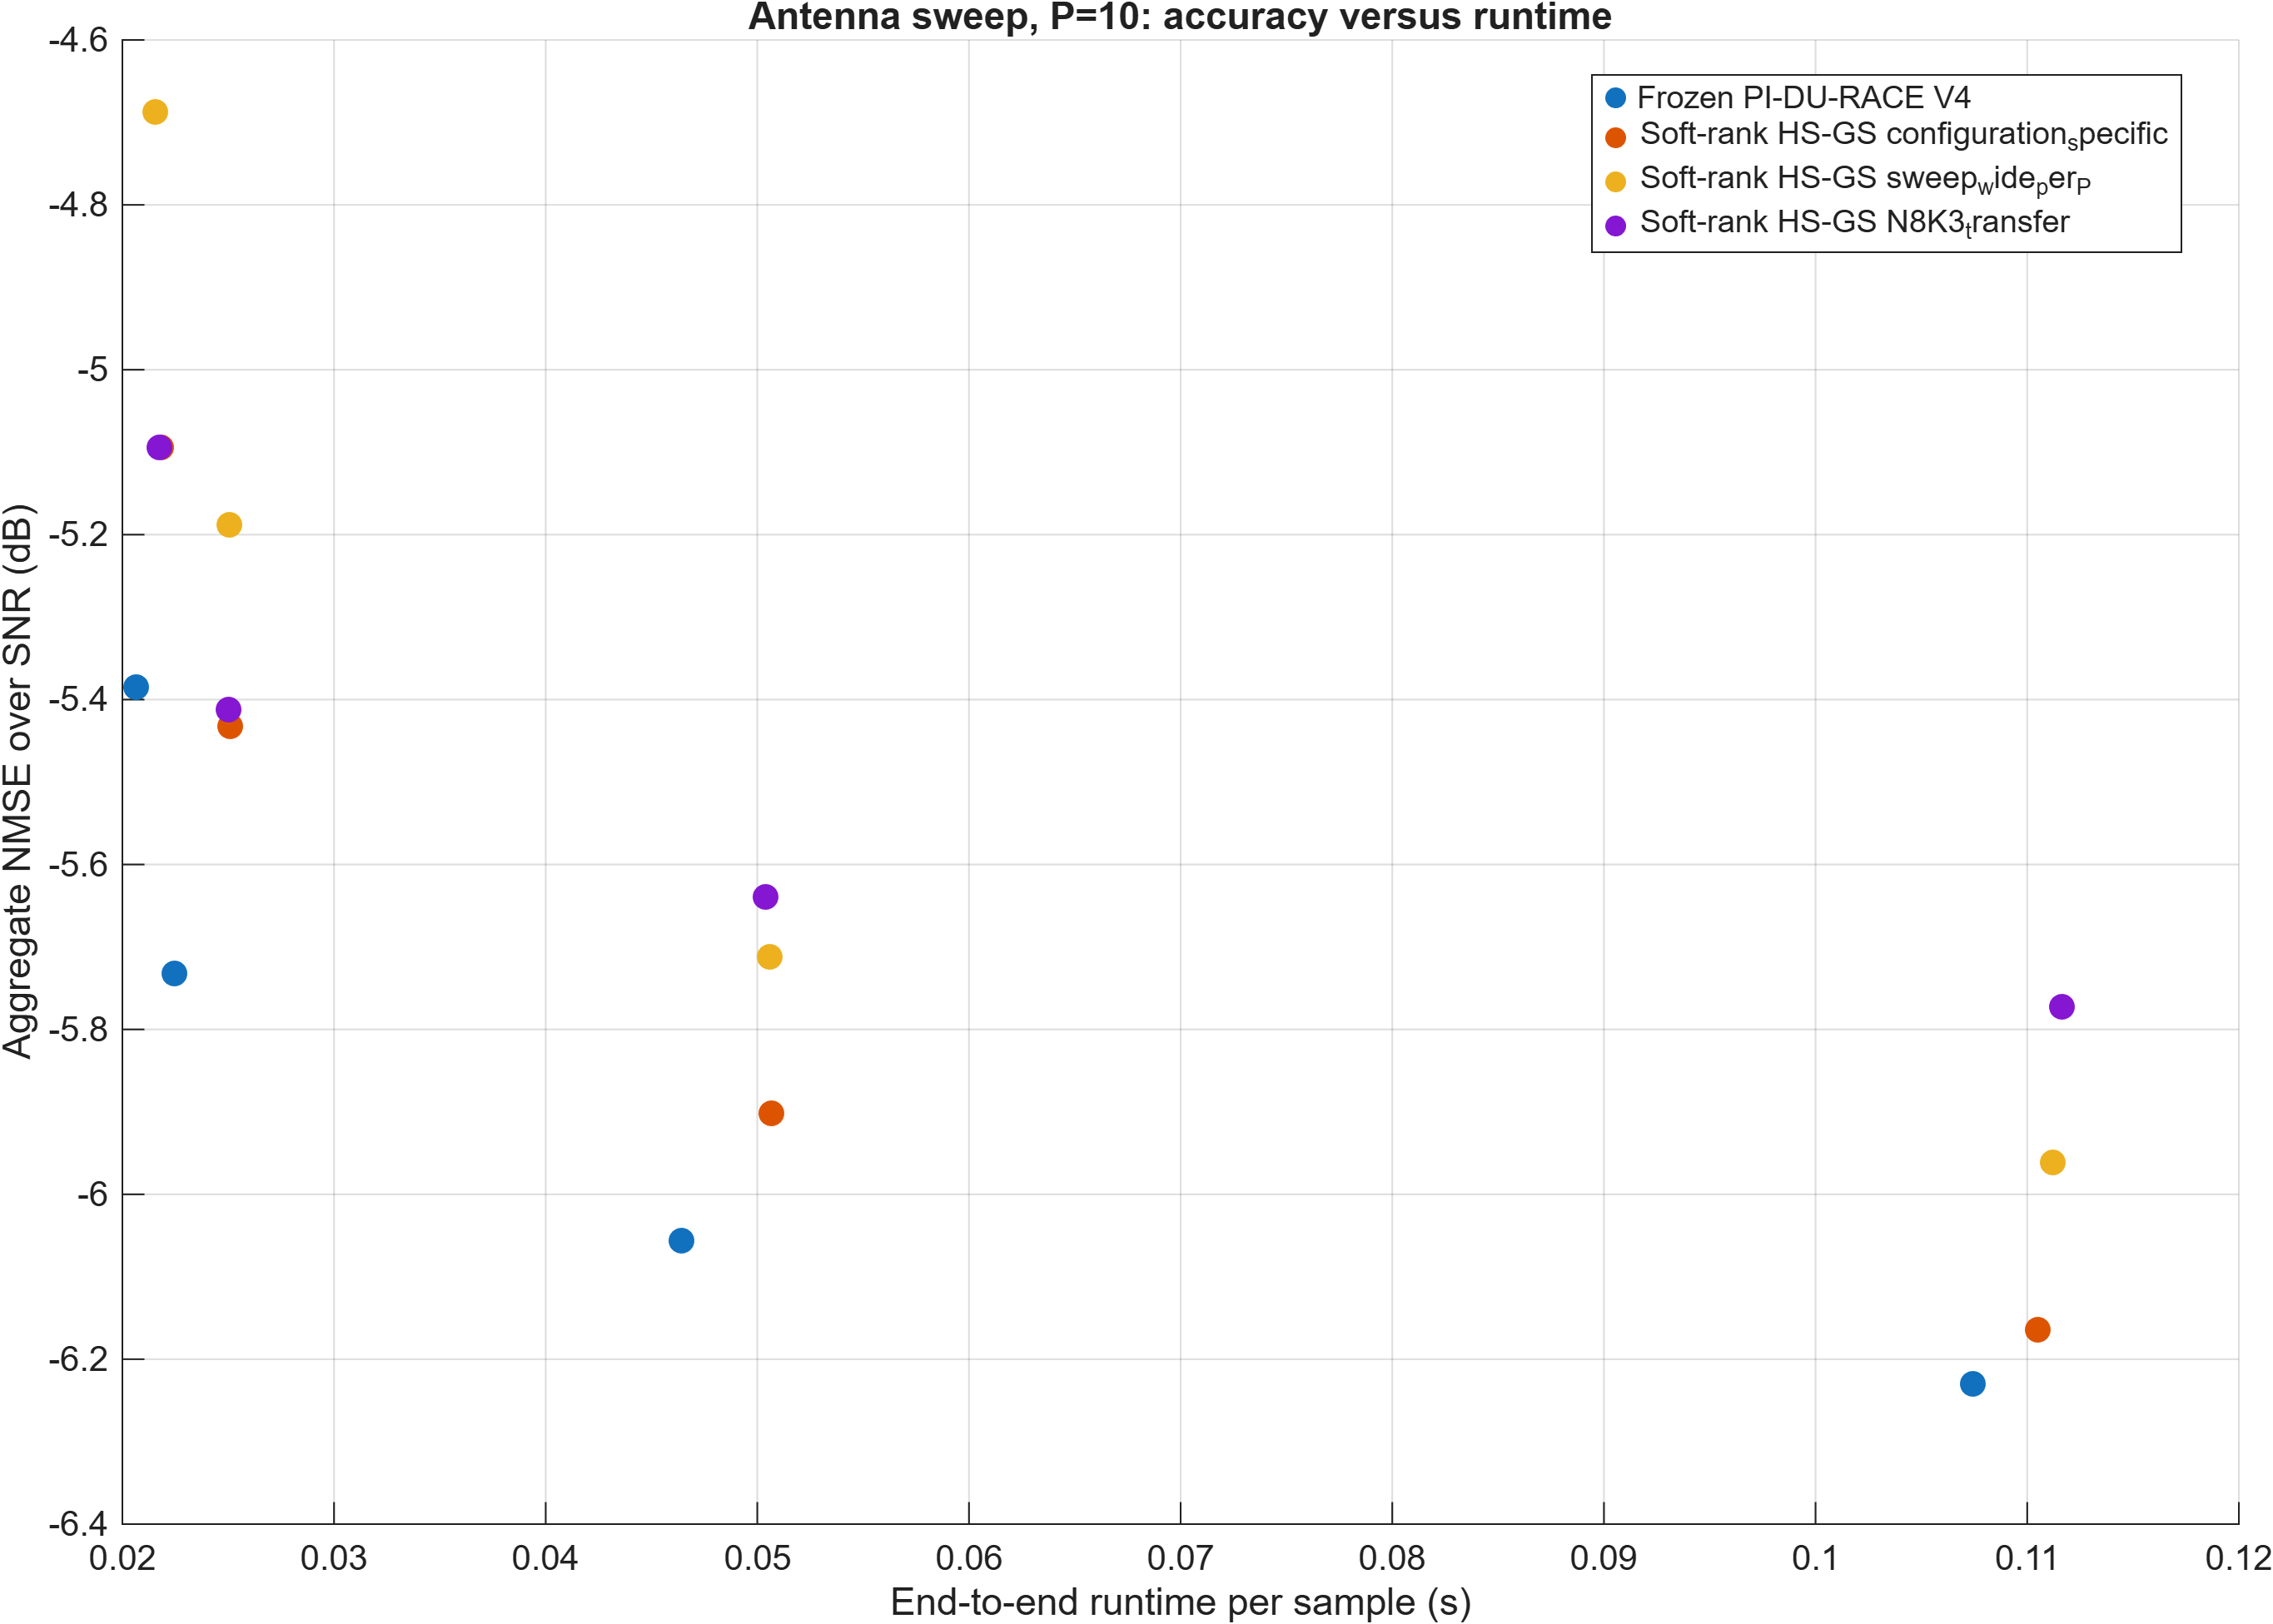 Antenna sweep, P=10: accuracy versus runtime
Frozen PI-DU-RACE V4
Soft-rank HS-GS configurationₛpecific
Soft-rank HS-GS sweep_wideₚer_P
Soft-rank HS-GS N8K3ₜransfer
Aggregate NMSE over SNR (dB)
-4.6
-4.8
-5
-5.2
-5.4
-5.6
-5.8
-6
-6.2
-6.4
0.02 0.03 0.04 0.05 0.06 0.07 0.08 0.09 0.1 0.11 0.12
End-to-end runtime per sample (s)